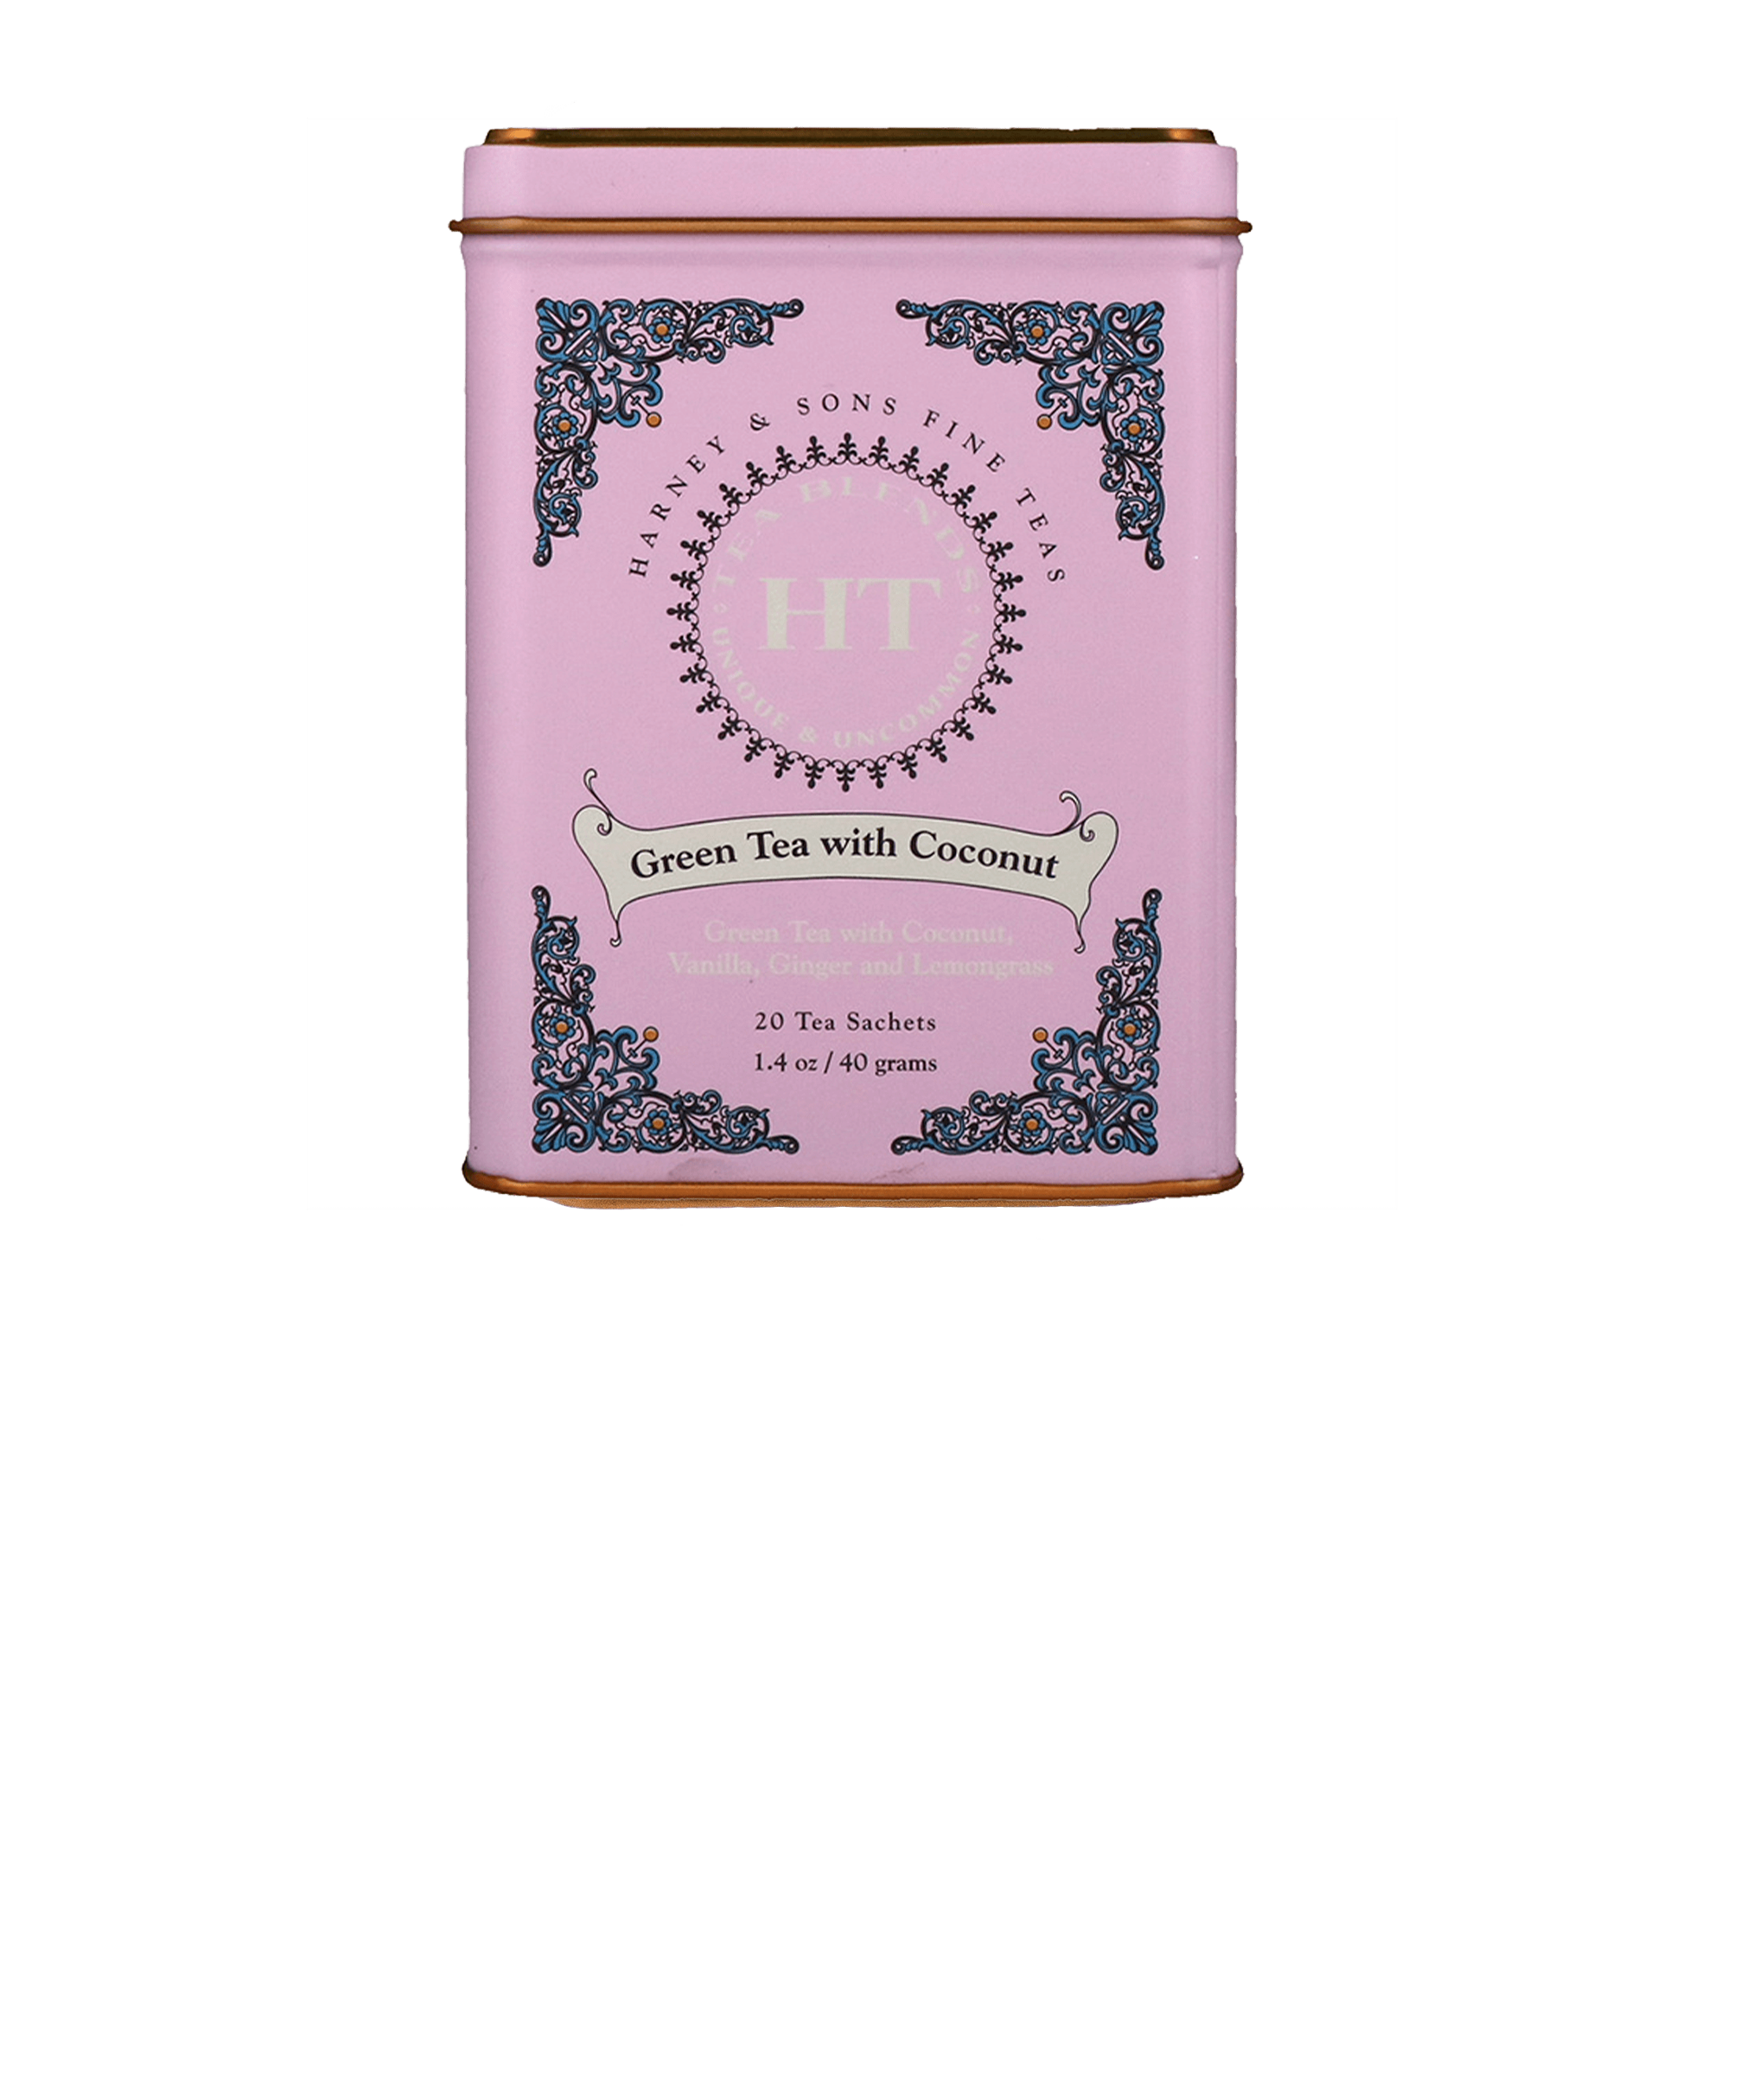 HARNEY & SONS FINE TEAS
TEA BLENDS
HT
UNIQUE & UNCOMMON
Green Tea with Coconut
Green Tea with Coconut,
Vanilla, Ginger and Lemongrass
20 Tea Sachets
1.4 oz / 40 grams